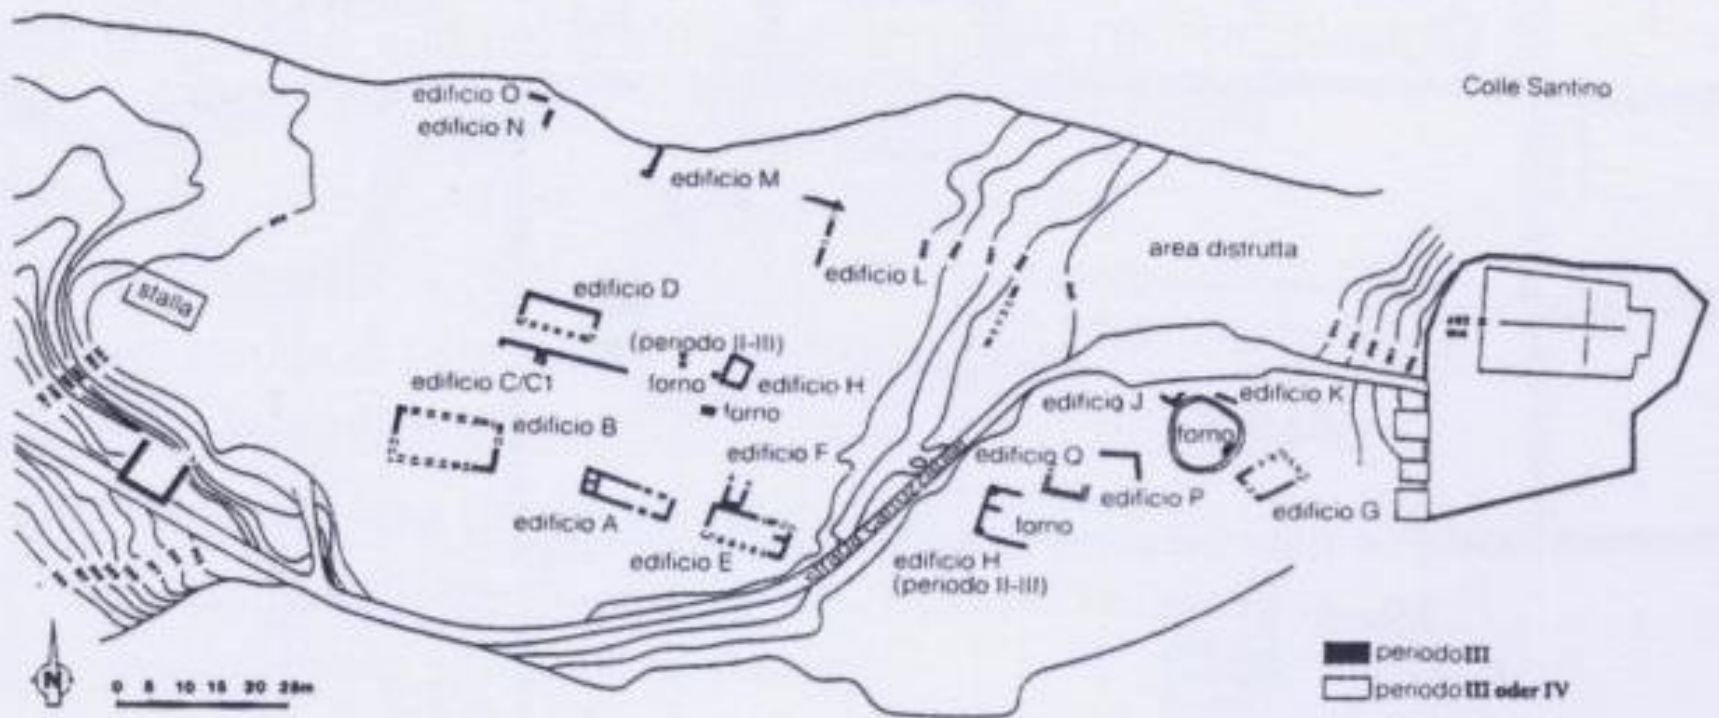 Colle Santino
edificio O
edificio N
edificio M
area distrutta
edificio L
stalla
edificio D
(periodo II-III)
edificio C/C1
forno
edificio H
forno
edificio B
edificio J
edificio K
forno
edificio F
edificio Q
edificio P
edificio G
edificio A
forno
edificio E
edificio H
(periodo II-III)
strada
N
0 5 10 15 20 25m
periodo III
periodo III oder IV